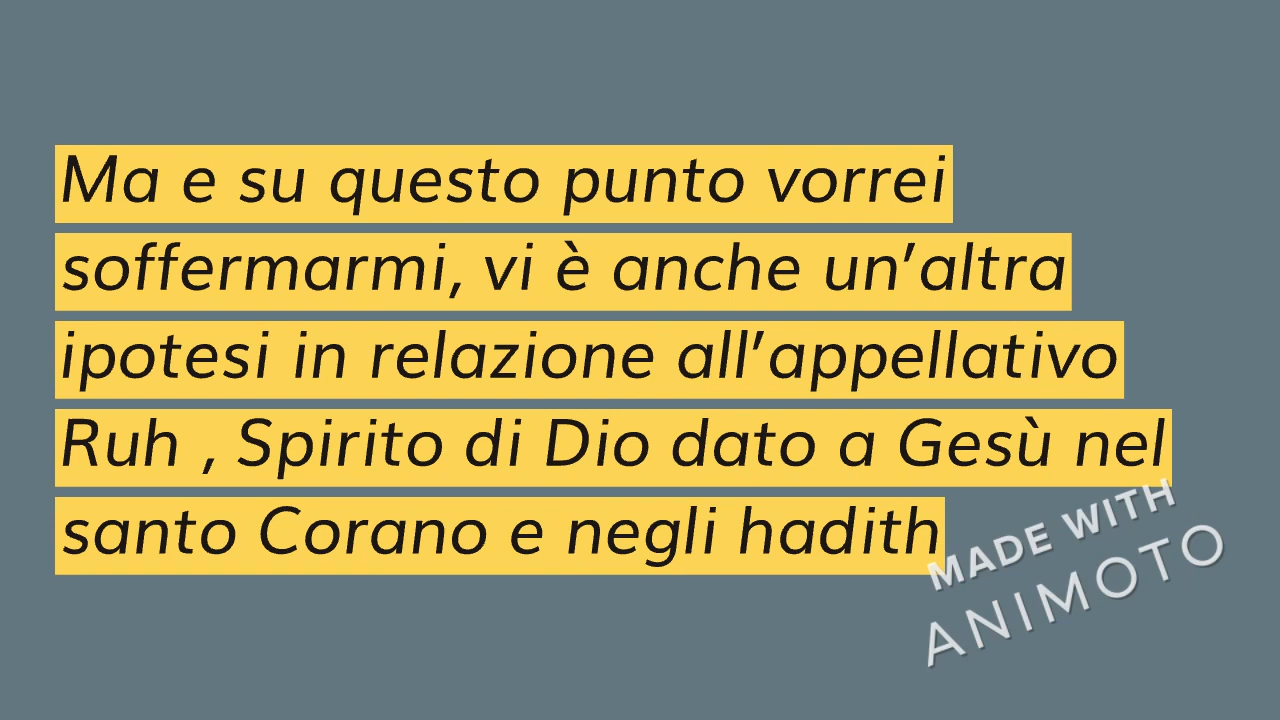 Ma e su questo punto vorrei
soffermarmi, vi è anche un’altra
ipotesi in relazione all’appellativo
Ruh , Spirito di Dio dato a Gesù nel
santo Corano e negli hadith
MADE WITH
ANIMOTO